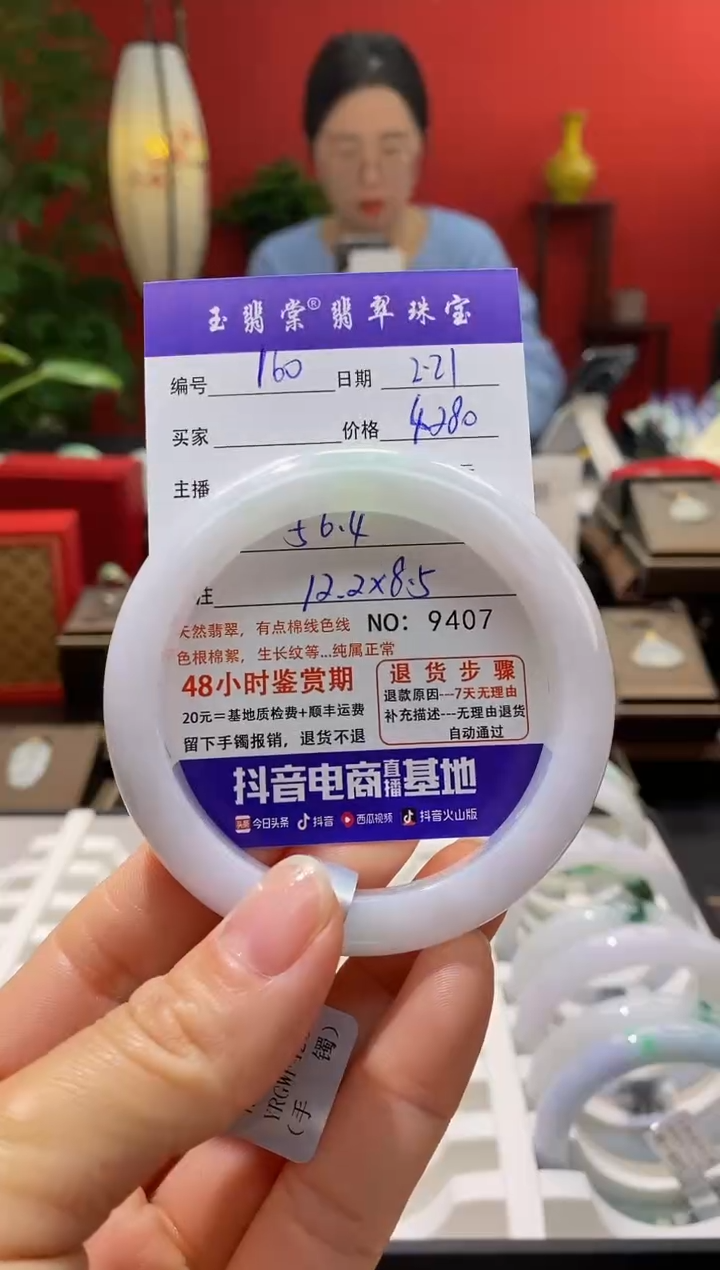 玉翡棠® 翡翠珠宝
编号 160 日期 2-21
买家 价格 4280
主播
56.4
注 12.2×8.5
天然翡翠，有点棉线色线 NO: 9407
色根棉絮，生长纹等...纯属正常
48小时鉴赏期
20元=基地质检费+顺丰运费
留下手镯报销，退货不退
退货步骤
退款原因---7天无理由
补充描述---无理由退货
自动通过
抖音电商直播基地
头条 今日头条 抖音 西瓜视频 抖音火山版
(手 镯)